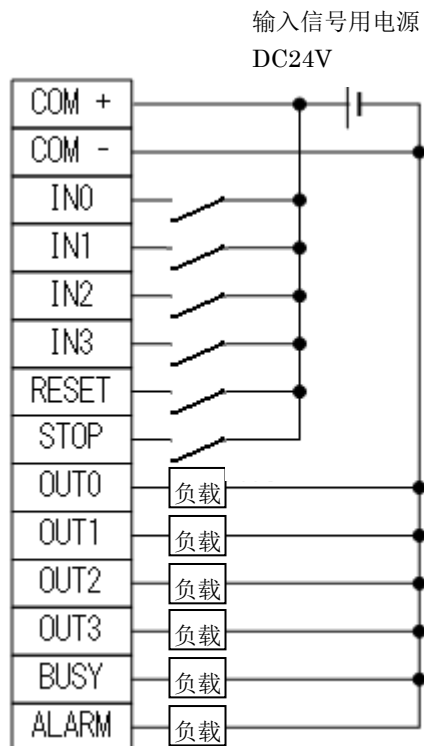 输入信号用电源
DC24V
COM +
COM -
IN0
IN1
IN2
IN3
RESET
STOP
OUT0 负载
OUT1 负载
OUT2 负载
OUT3 负载
BUSY 负载
ALARM 负载